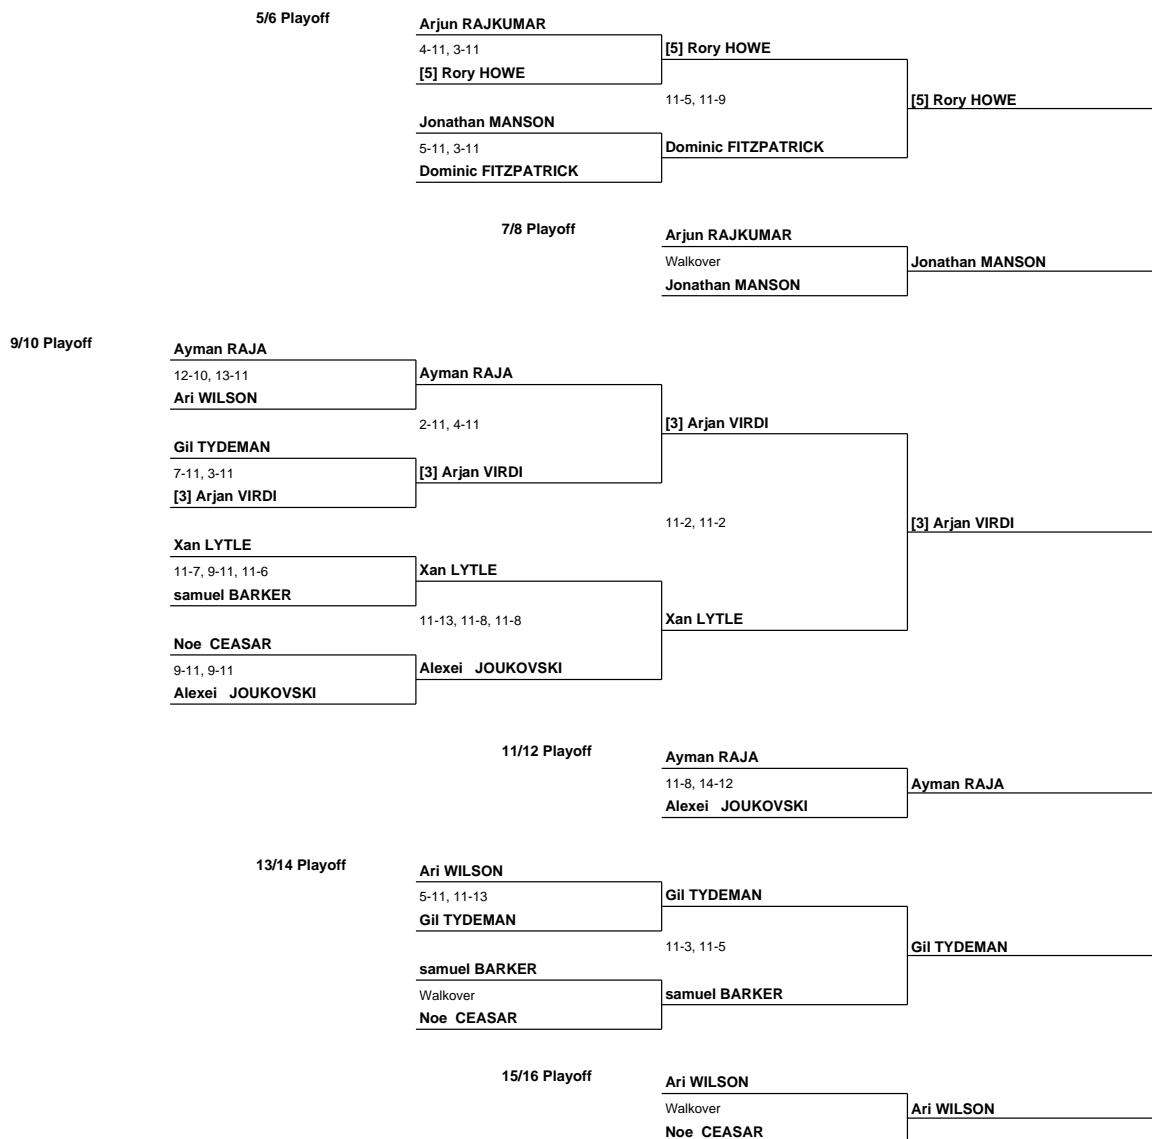 5/6 Playoff
Arjun RAJKUMAR
4-11, 3-11
[5] Rory HOWE
[5] Rory HOWE
11-5, 11-9
[5] Rory HOWE
Jonathan MANSON
5-11, 3-11
Dominic FITZPATRICK
Dominic FITZPATRICK
7/8 Playoff
Arjun RAJKUMAR
Walkover
Jonathan MANSON
Jonathan MANSON
9/10 Playoff
Ayman RAJA
12-10, 13-11
Ari WILSON
Ayman RAJA
2-11, 4-11
[3] Arjan VIRDI
Gil TYDEMAN
7-11, 3-11
[3] Arjan VIRDI
[3] Arjan VIRDI
11-2, 11-2
[3] Arjan VIRDI
Xan LYTLE
11-7, 9-11, 11-6
samuel BARKER
Xan LYTLE
11-13, 11-8, 11-8
Xan LYTLE
Noe  CEASAR
9-11, 9-11
Alexei   JOUKOVSKI
Alexei   JOUKOVSKI
11/12 Playoff
Ayman RAJA
11-8, 14-12
Alexei   JOUKOVSKI
Ayman RAJA
13/14 Playoff
Ari WILSON
5-11, 11-13
Gil TYDEMAN
Gil TYDEMAN
11-3, 11-5
Gil TYDEMAN
samuel BARKER
Walkover
Noe  CEASAR
samuel BARKER
15/16 Playoff
Ari WILSON
Walkover
Noe  CEASAR
Ari WILSON